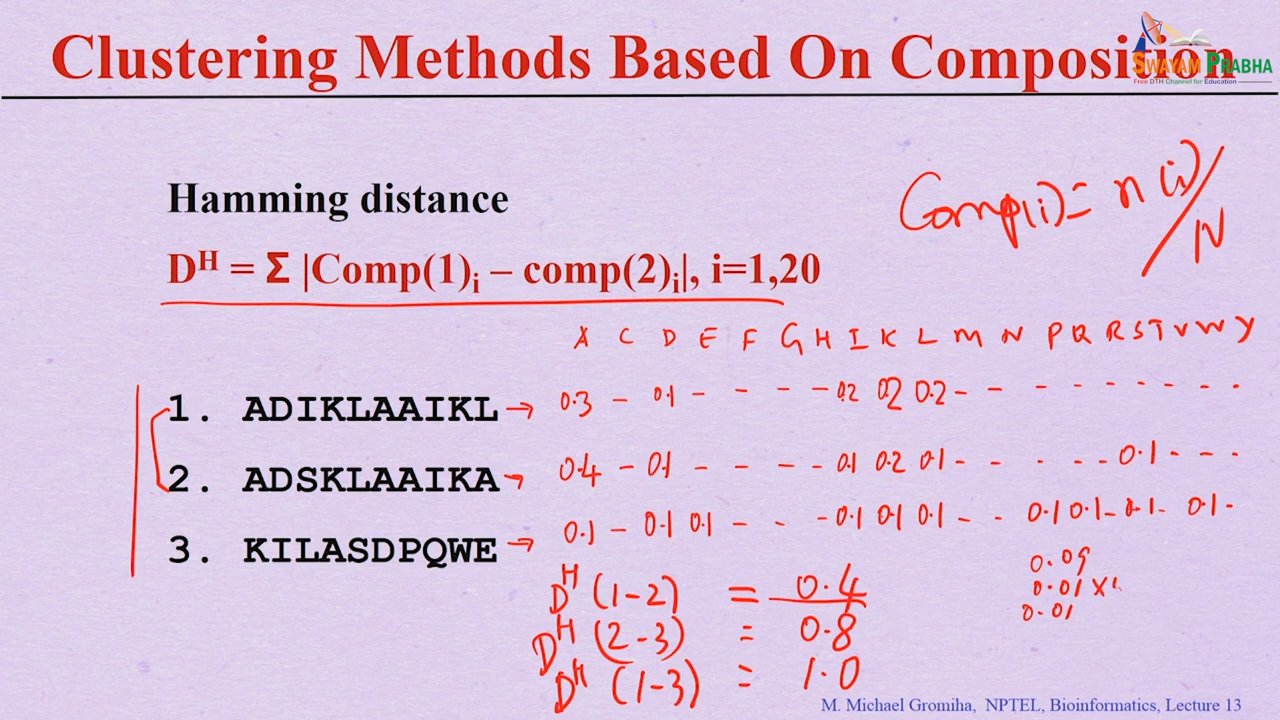 Clustering Methods Based On Composition
SWAYAM PRABHA
Free DTH Channel for Education
Comp(i) = n(i)/N
Hamming distance
D^H = Σ |Comp(1)i – comp(2)i|, i=1,20
A C D E F G H I K L M N P Q R S T V W Y
1. ADIKLAAIKL → 0.3 - 0.1 - - - - 0.2 0.2 0.2 - - - - - - - - - -
2. ADSKLAAIKA → 0.4 - 0.1 - - - - 0.1 0.2 0.1 - - - - - 0.1 - - - -
3. KILASDPQWE → 0.1 - 0.1 0.1 - - - 0.1 0.1 0.1 - - 0.1 0.1 - 0.1 - 0.1 -
D^H (1-2) = 0.4
D^H (2-3) = 0.8
D^H (1-3) = 1.0
0.09
0.01 x
0.01
M. Michael Gromiha, NPTEL, Bioinformatics, Lecture 13